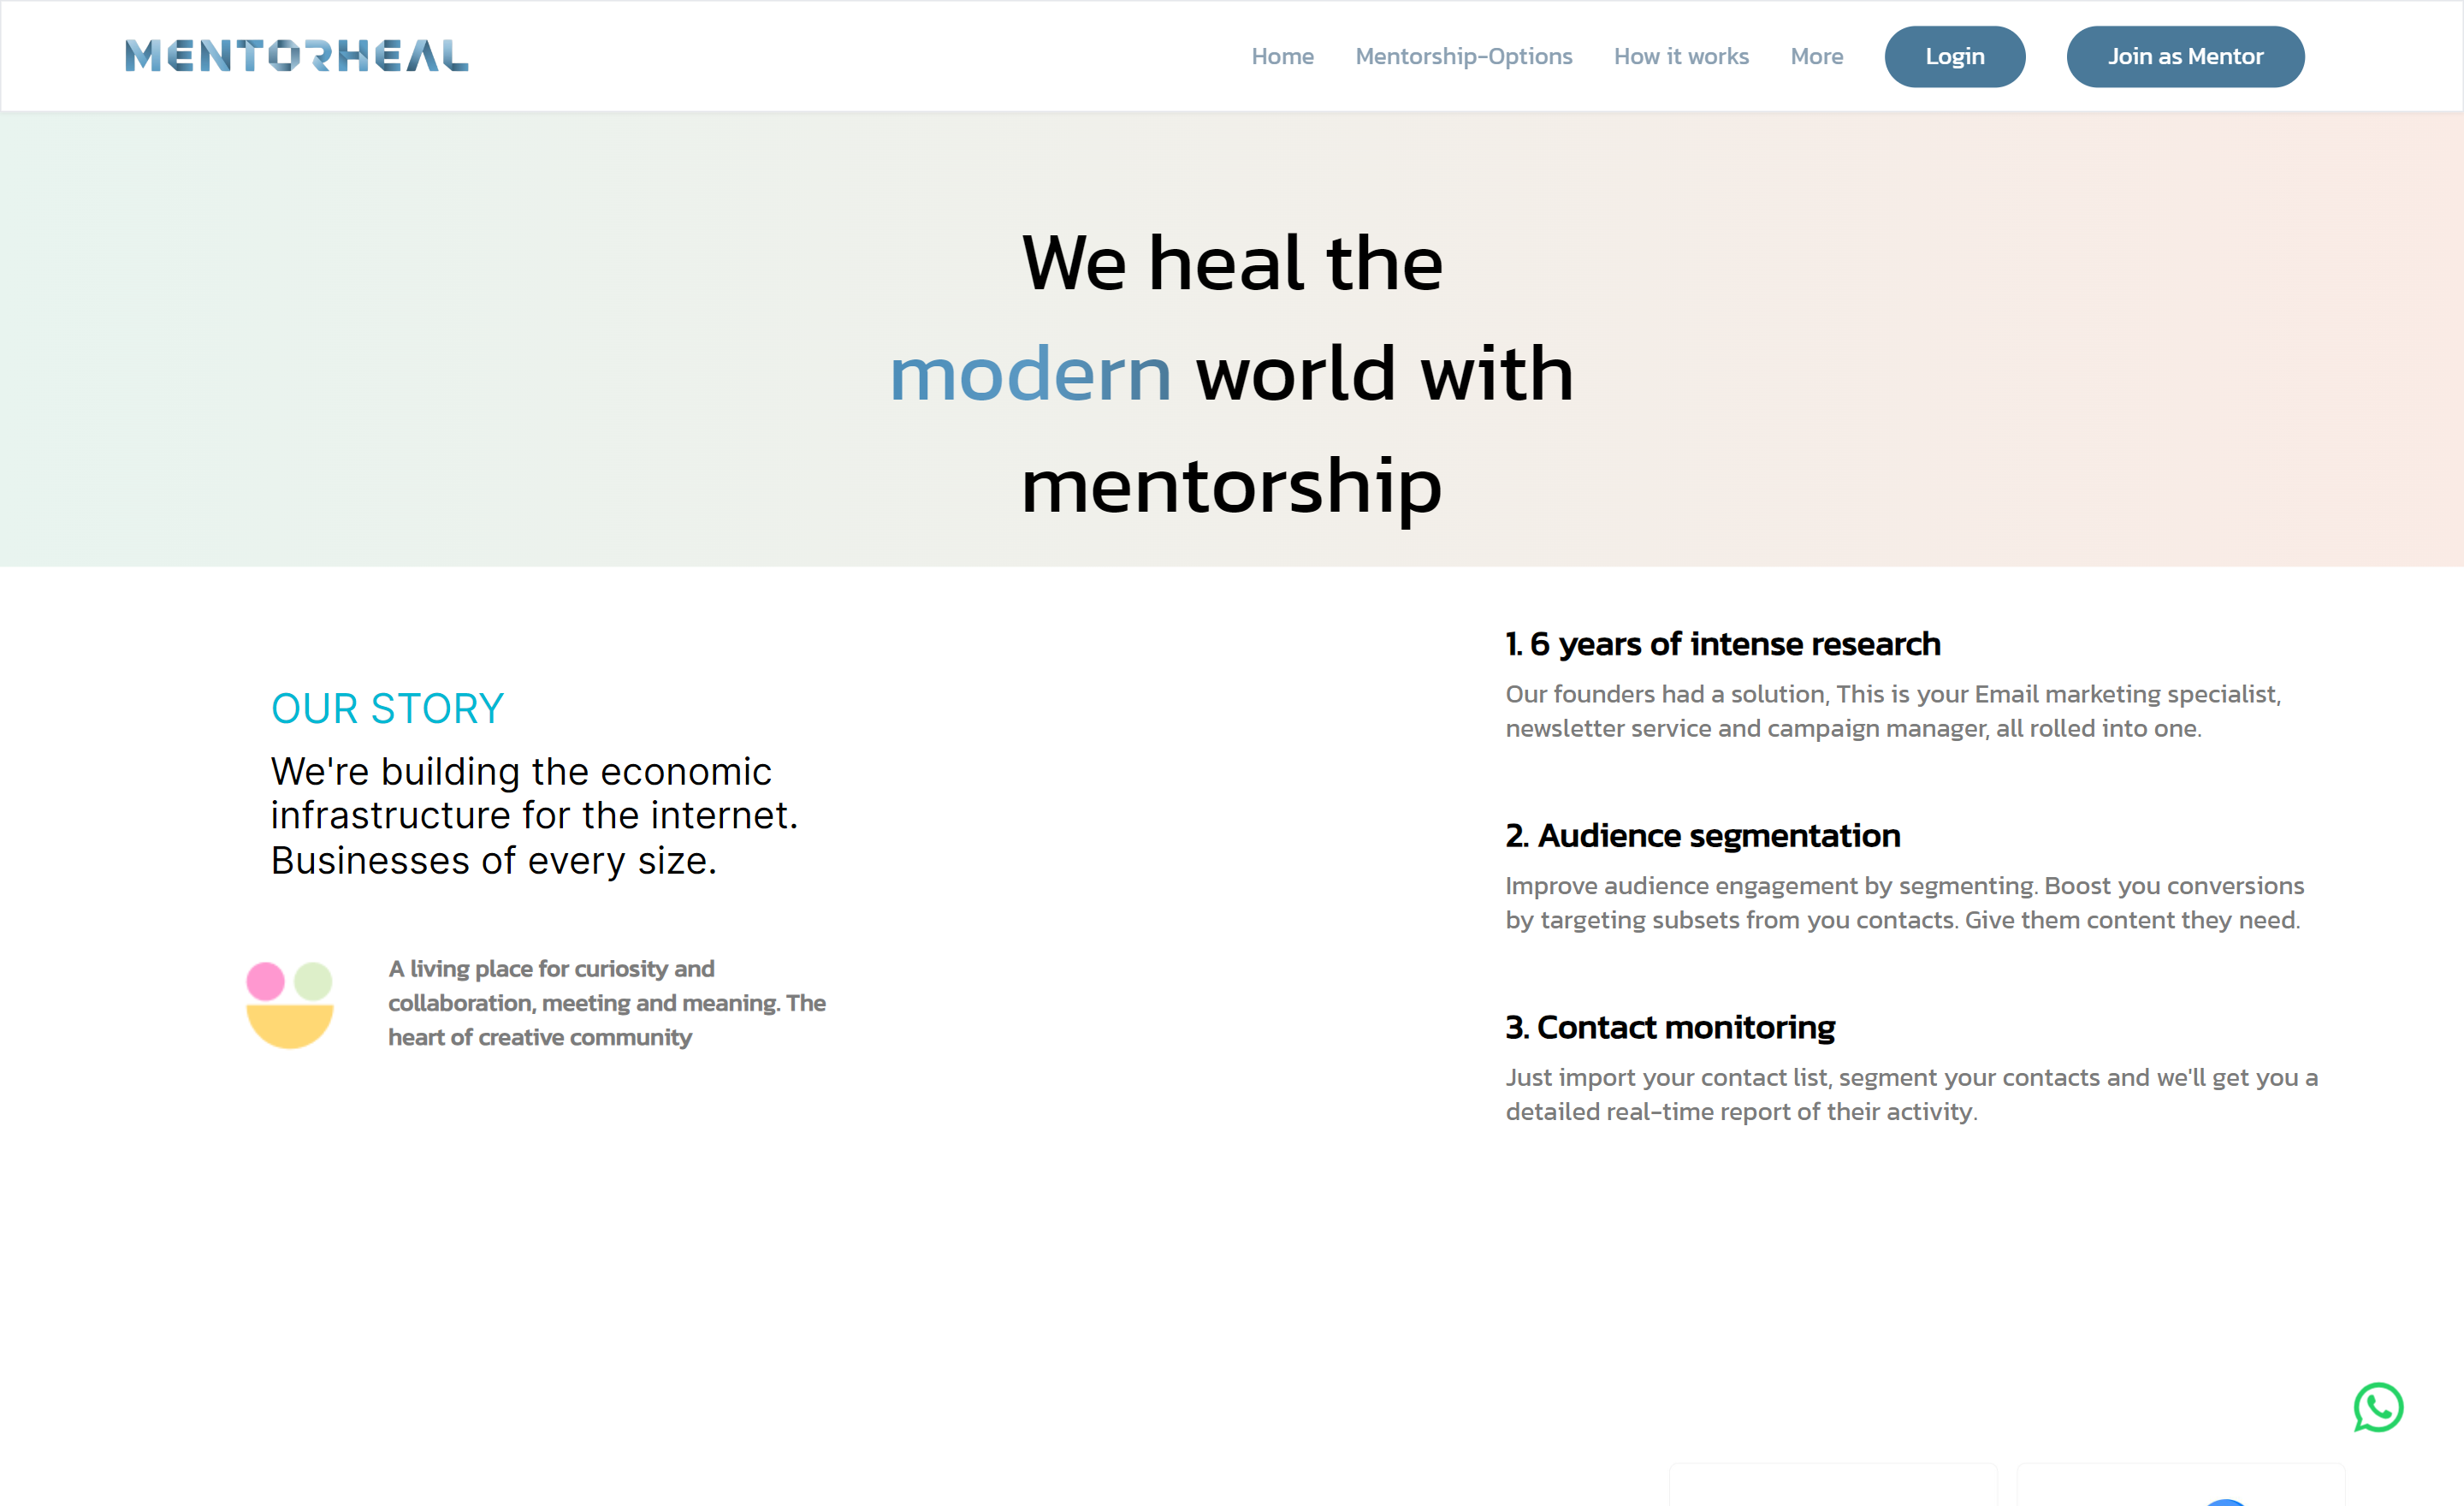 MENTORHEAL
Home
Mentorship-Options
How it works
More
Login
Join as Mentor
We heal the
modern world with
mentorship
OUR STORY
We're building the economic
infrastructure for the internet.
Businesses of every size.
A living place for curiosity and
collaboration, meeting and meaning. The
heart of creative community
1. 6 years of intense research
Our founders had a solution, This is your Email marketing specialist,
newsletter service and campaign manager, all rolled into one.
2. Audience segmentation
Improve audience engagement by segmenting. Boost you conversions
by targeting subsets from you contacts. Give them content they need.
3. Contact monitoring
Just import your contact list, segment your contacts and we'll get you a
detailed real-time report of their activity.